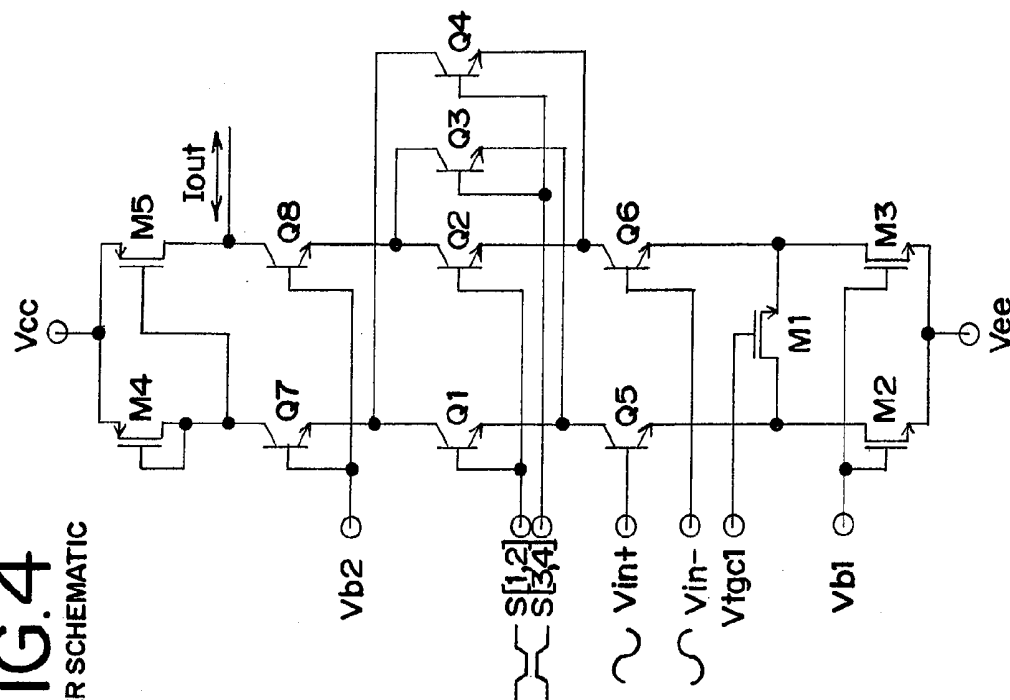 IG.4
R SCHEMATIC
Vcc
M4
M5
Iout
Q7
Q8
Vb2
Q1
Q2
Q3
Q4
S[1,2]
S[3,4]
Vin+
Q5
Q6
Vin-
Vtgc1
M1
Vb1
M2
M3
Vee